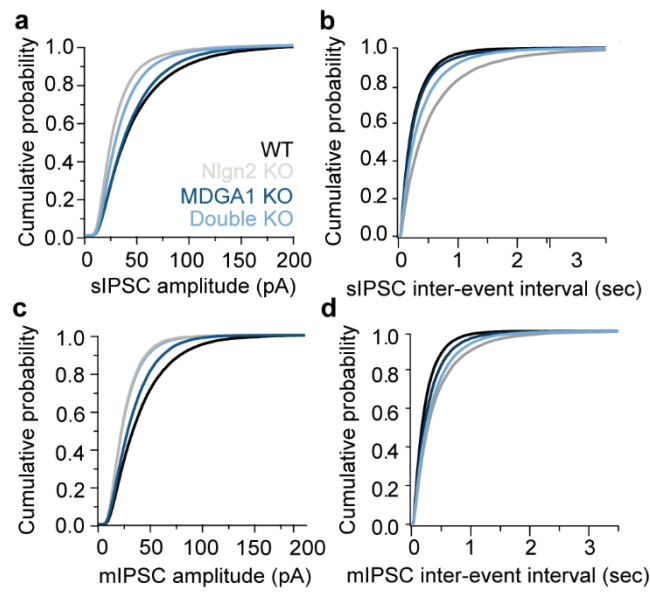 a
Cumulative probability
1.0
0.8
0.6
0.4
0.2
0.0
WT
Nlgn2 KO
MDGA1 KO
Double KO
0 50 100 150 200
sIPSC amplitude (pA)
b
Cumulative probability
1.0
0.8
0.6
0.4
0.2
0.0
0 1 2 3
sIPSC inter-event interval (sec)
c
Cumulative probability
1.0
0.8
0.6
0.4
0.2
0.0
0 50 100 150 200
mIPSC amplitude (pA)
d
Cumulative probability
1.0
0.8
0.6
0.4
0.2
0.0
0 1 2 3
mIPSC inter-event interval (sec)